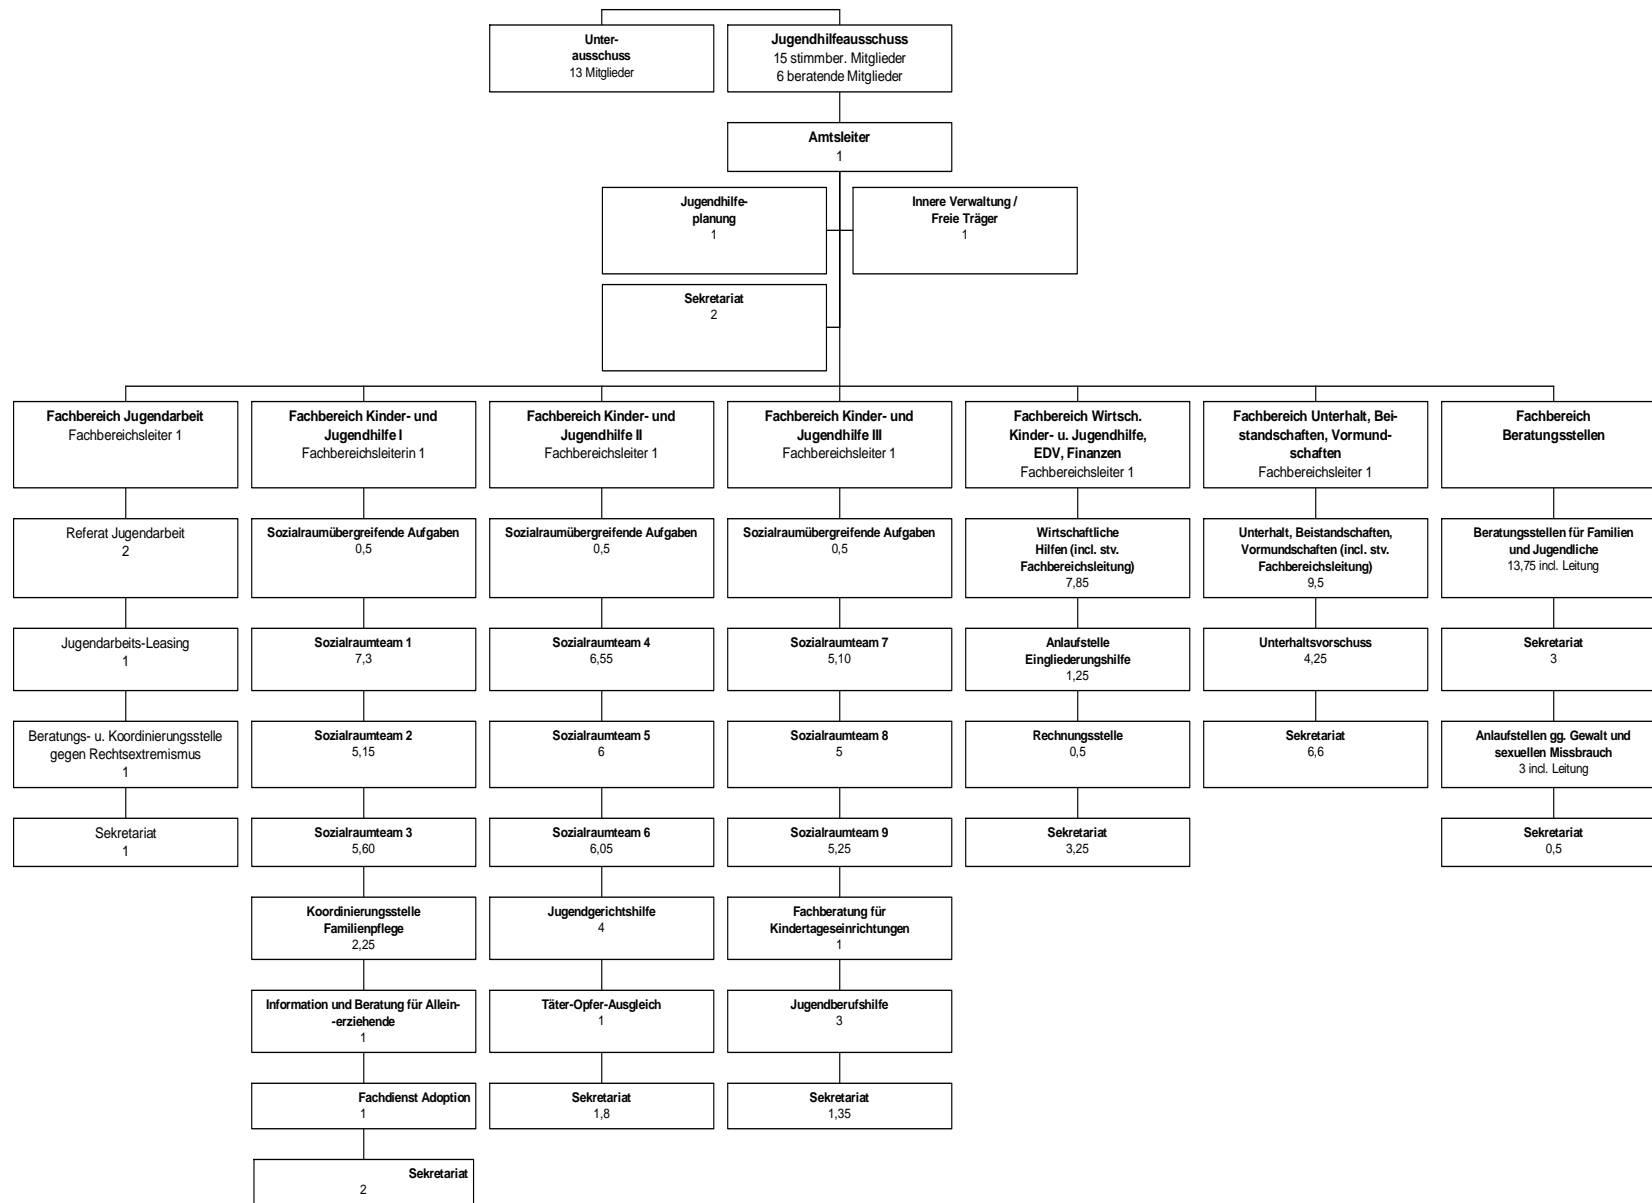 Unter-
ausschuss
13 Mitglieder
Jugendhilfeausschuss
15 stimmber. Mitglieder
6 beratende Mitglieder
Amtsleiter
1
Jugendhilfe-
planung
1
Innere Verwaltung /
Freie Träger
1
Sekretariat
2
Fachbereich Jugendarbeit
Fachbereichsleiter 1
Referat Jugendarbeit
2
Jugendarbeits-Leasing
1
Beratungs- u. Koordinierungsstelle
gegen Rechtsextremismus
1
Sekretariat
1
Fachbereich Kinder- und
Jugendhilfe I
Fachbereichsleiterin 1
Sozialraumübergreifende Aufgaben
0,5
Sozialraumteam 1
7,3
Sozialraumteam 2
5,15
Sozialraumteam 3
5,60
Koordinierungsstelle
Familienpflege
2,25
Information und Beratung für Allein-
-erziehende
1
Fachdienst Adoption
1
Sekretariat
2
Fachbereich Kinder- und
Jugendhilfe II
Fachbereichsleiter 1
Sozialraumübergreifende Aufgaben
0,5
Sozialraumteam 4
6,55
Sozialraumteam 5
6
Sozialraumteam 6
6,05
Jugendgerichtshilfe
4
Täter-Opfer-Ausgleich
1
Sekretariat
1,8
Fachbereich Kinder- und
Jugendhilfe III
Fachbereichsleiter 1
Sozialraumübergreifende Aufgaben
0,5
Sozialraumteam 7
5,10
Sozialraumteam 8
5
Sozialraumteam 9
5,25
Fachberatung für
Kindertageseinrichtungen
1
Jugendberufshilfe
3
Sekretariat
1,35
Fachbereich Wirtsch.
Kinder- u. Jugendhilfe,
EDV, Finanzen
Fachbereichsleiter 1
Wirtschaftliche
Hilfen (incl. stv.
Fachbereichsleitung)
7,85
Anlaufstelle
Eingliederungshilfe
1,25
Rechnungsstelle
0,5
Sekretariat
3,25
Fachbereich Unterhalt, Bei-
standschaften, Vormund-
schaften
Fachbereichsleiter 1
Unterhalt, Beistandschaften,
Vormundschaften (incl. stv.
Fachbereichsleitung)
9,5
Unterhaltsvorschuss
4,25
Sekretariat
6,6
Fachbereich
Beratungsstellen
Beratungsstellen für Familien
und Jugendliche
13,75 incl. Leitung
Sekretariat
3
Anlaufstellen gg. Gewalt und
sexuellen Missbrauch
3 incl. Leitung
Sekretariat
0,5